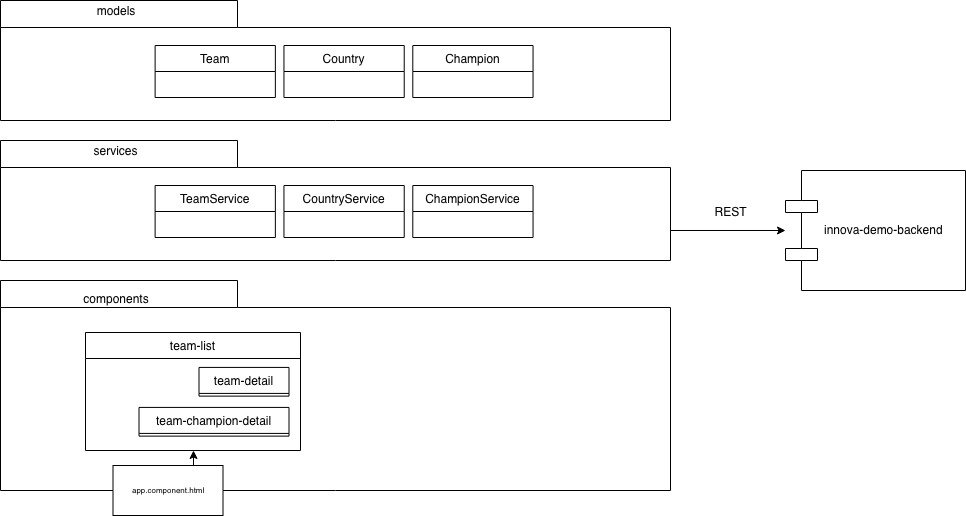 models
Team
Country
Champion
services
TeamService
CountryService
ChampionService
REST
innova-demo-backend
components
team-list
team-detail
team-champion-detail
app.component.html